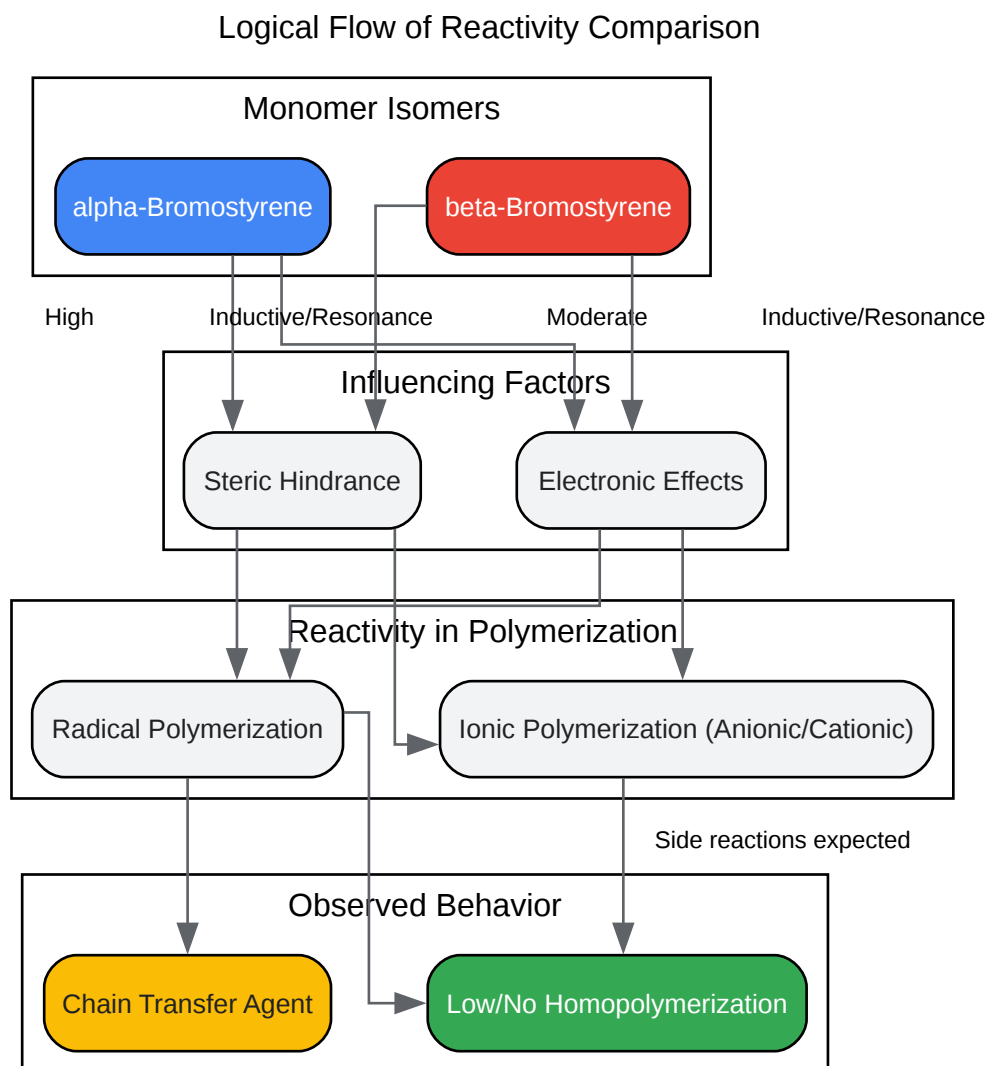 Logical Flow of Reactivity Comparison
Monomer Isomers
alpha-Bromostyrene
beta-Bromostyrene
High
Inductive/Resonance
Moderate
Inductive/Resonance
Influencing Factors
Steric Hindrance
Electronic Effects
Reactivity in Polymerization
Radical Polymerization
Ionic Polymerization (Anionic/Cationic)
Side reactions expected
Observed Behavior
Chain Transfer Agent
Low/No Homopolymerization